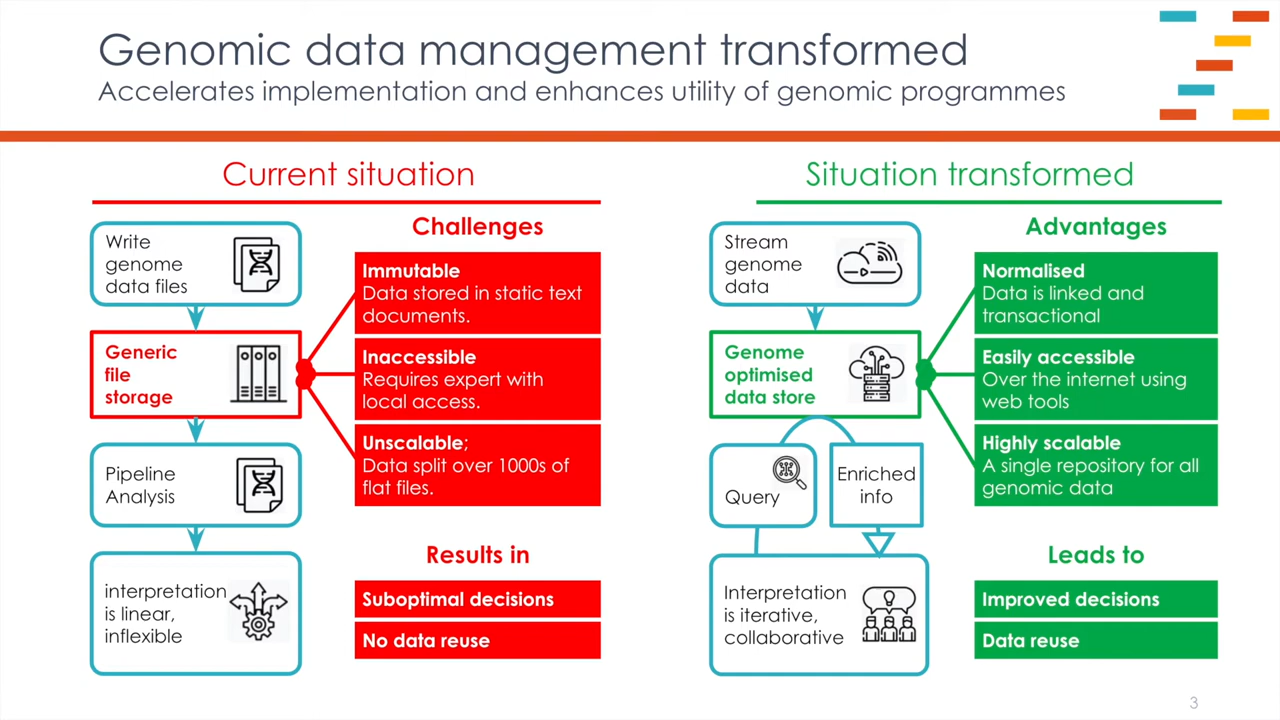 Genomic data management transformed
Accelerates implementation and enhances utility of genomic programmes
Current situation
Write
genome
data files
Generic
file
storage
Pipeline
Analysis
interpretation
is linear,
inflexible
Challenges
Immutable
Data stored in static text
documents.
Inaccessible
Requires expert with
local access.
Unscalable;
Data split over 1000s of
flat files.
Results in
Suboptimal decisions
No data reuse
Situation transformed
Stream
genome
data
Genome
optimised
data store
Query
Enriched
info
Interpretation
is iterative,
collaborative
Advantages
Normalised
Data is linked and
transactional
Easily accessible
Over the internet using
web tools
Highly scalable
A single repository for all
genomic data
Leads to
Improved decisions
Data reuse
3